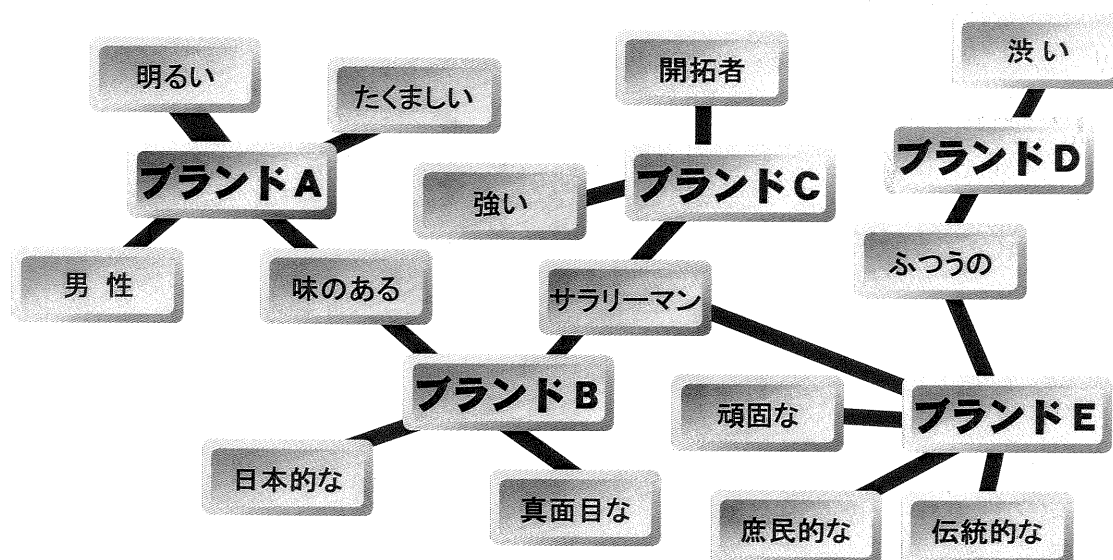 明るい
たくましい
開拓者
渋い
ブランドA
ブランドC
ブランドD
強い
男性
味のある
サラリーマン
ふつうの
ブランドB
頑固な
ブランドE
日本的な
真面目な
庶民的な
伝統的な